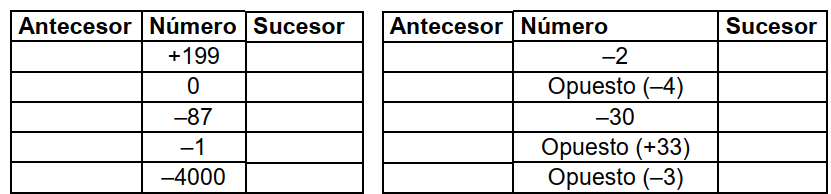 Antecesor Número Sucesor
+199
0
–87
–1
–4000
Antecesor Número Sucesor
–2
Opuesto (–4)
–30
Opuesto (+33)
Opuesto (–3)